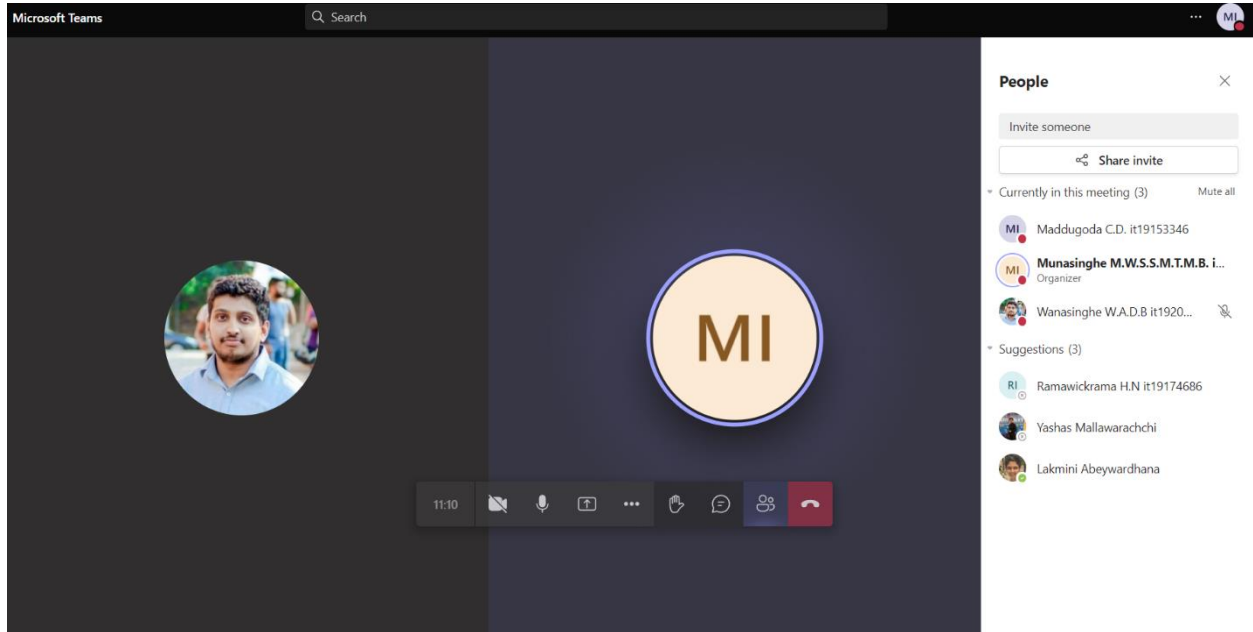 Microsoft Teams
Search
MI
People
Invite someone
Share invite
Currently in this meeting (3) Mute all
MI Maddugoda C.D. it19153346
MI Munasinghe M.W.S.S.M.T.M.B. i...
Organizer
Wanasinghe W.A.D.B it1920...
Suggestions (3)
RI Ramawickrama H.N it19174686
Yashas Mallawarachchi
Lakmini Abeywardhana
MI
11:10